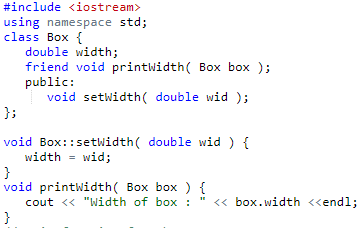 #include <iostream>
using namespace std;
class Box {
    double width;
    friend void printWidth( Box box );
    public:
       void setWidth( double wid );
};

void Box::setWidth( double wid ) {
    width = wid;
}
void printWidth( Box box ) {
    cout << "Width of box : " << box.width <<endl;
}